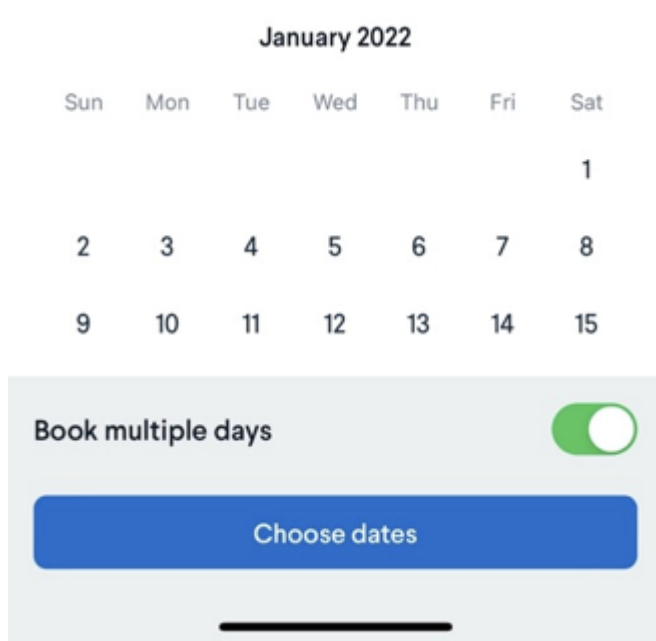 January 2022
Sun Mon Tue Wed Thu Fri Sat
1
2 3 4 5 6 7 8
9 10 11 12 13 14 15
Book multiple days
Choose dates